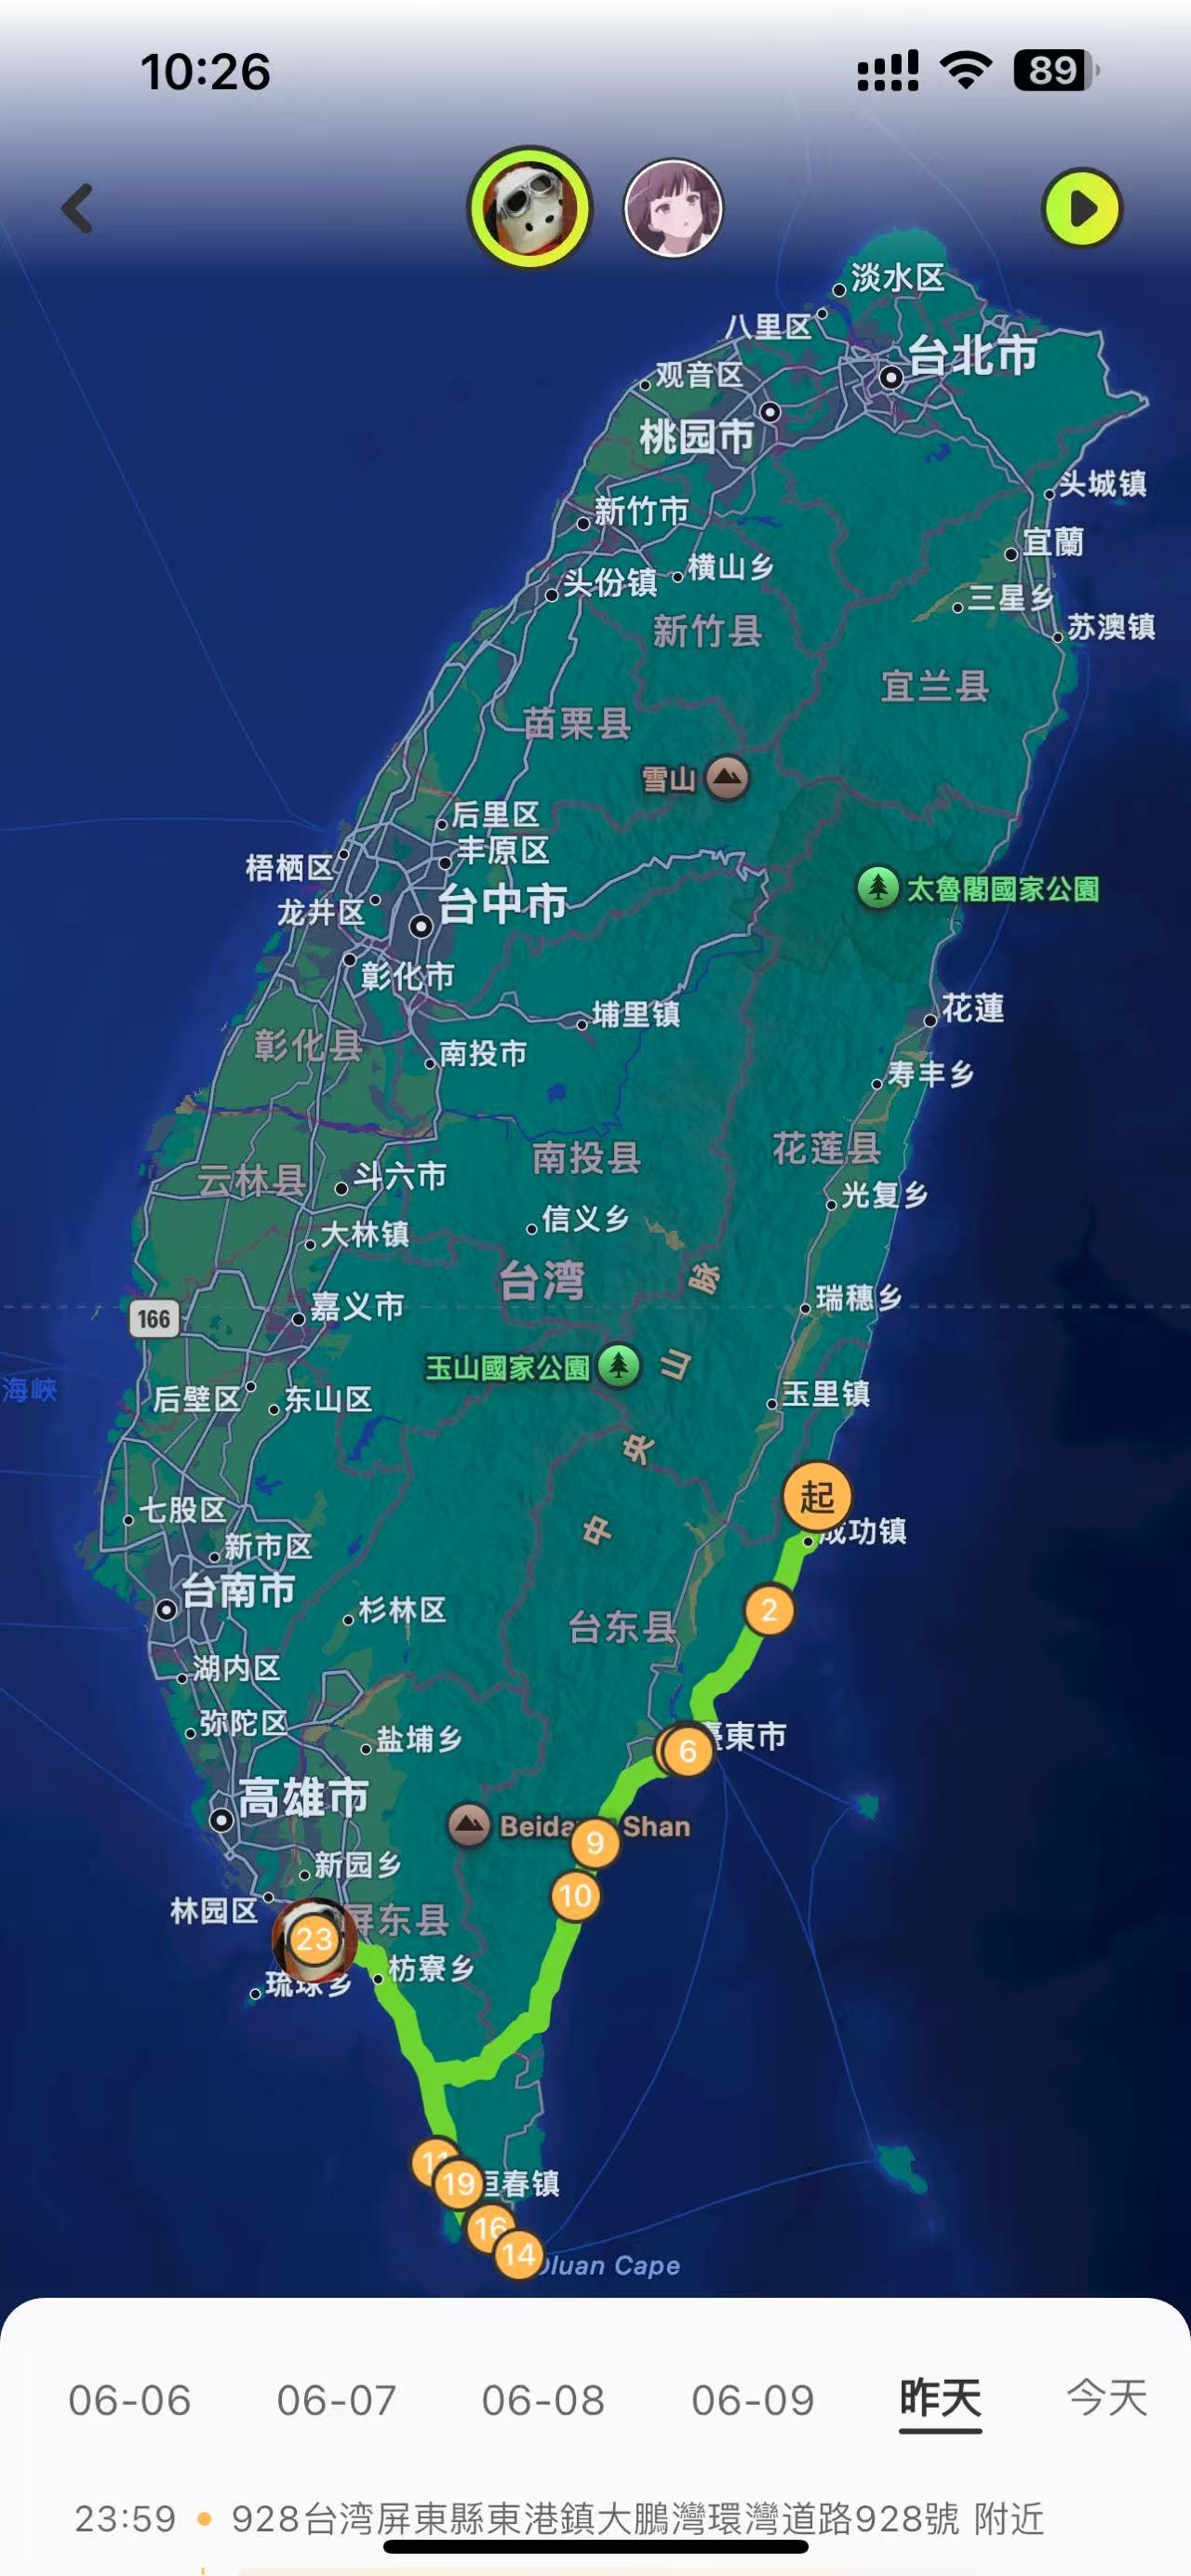 10:26
89
淡水区
八里区
台北市
观音区
桃园市
头城镇
新竹市
宜蘭
横山乡
头份镇
三星乡
苏澳镇
新竹县
宜兰县
苗栗县
雪山
后里区
丰原区
梧栖区
太魯閣國家公園
台中市
龙井区
彰化市
花蓮
埔里镇
彰化县
南投市
寿丰乡
花莲县
南投县
云林县
斗六市
光复乡
信义乡
大林镇
台湾
脉
瑞穗乡
嘉义市
166
玉山國家公園
山
海峽
后壁区
东山区
玉里镇
央
起
七股区
中
成功镇
新市区
台南市
杉林区
2
台东县
湖内区
弥陀区
臺東市
盐埔乡
6
高雄市
Beida Shan
9
新园乡
10
林园区
屏东县
23
枋寮乡
琉球乡
11
19
恒春镇
16
14
luan Cape
06-06 06-07 06-08 06-09 昨天 今天
23:59 928台湾屏東縣東港鎮大鵬灣環灣道路928號 附近